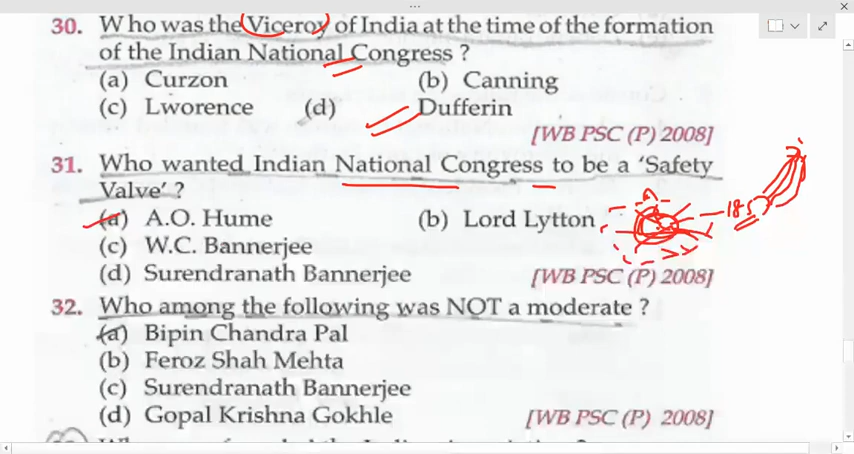 30. Who was the Viceroy of India at the time of the formation
of the Indian National Congress ?
(a) Curzon (b) Canning
(c) Lworence (d) Dufferin
[WB PSC (P) 2008]
31. Who wanted Indian National Congress to be a 'Safety
Valve' ?
(a) A.O. Hume (b) Lord Lytton
(c) W.C. Bannerjee
(d) Surendranath Bannerjee [WB PSC (P) 2008]
32. Who among the following was NOT a moderate ?
(a) Bipin Chandra Pal
(b) Feroz Shah Mehta
(c) Surendranath Bannerjee
(d) Gopal Krishna Gokhle [WB PSC (P) 2008]